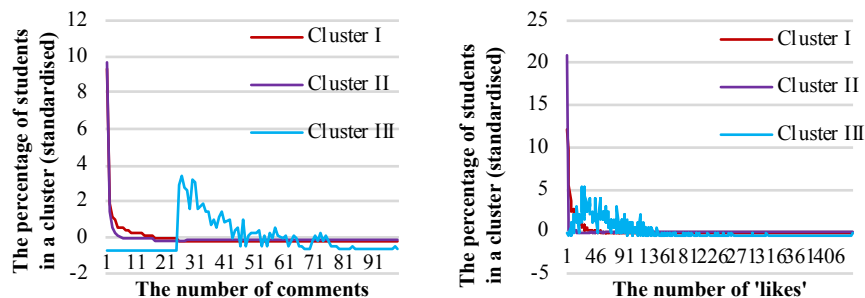 The percentage of students
in a cluster (standardised)
12
10
8
6
4
2
0
-2
Cluster I
Cluster II
Cluster III
1 11 21 31 41 51 61 71 81 91
The number of comments
The percentage of students
in a cluster (standardised)
25
20
15
10
5
0
-5
Cluster I
Cluster II
Cluster III
1 46 91 136 181 226 271 316 361 406
The number of 'likes'